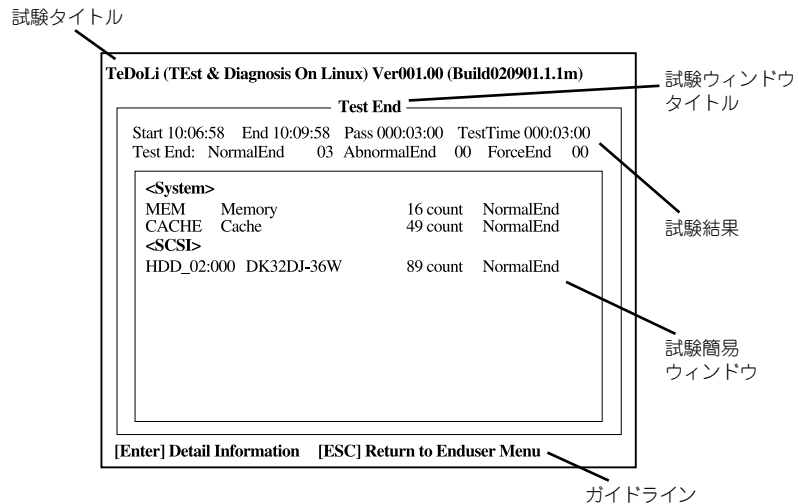 試験タイトル
TeDoLi (TEst & Diagnosis On Linux) Ver001.00 (Build020901.1.1m)
試験ウィンドウ
タイトル
Test End
Start 10:06:58 End 10:09:58 Pass 000:03:00 TestTime 000:03:00
Test End: NormalEnd 03 AbnormalEnd 00 ForceEnd 00
試験結果
<System>
MEM Memory 16 count NormalEnd
CACHE Cache 49 count NormalEnd
<SCSI>
HDD_02:000 DK32DJ-36W 89 count NormalEnd
試験簡易
ウィンドウ
[Enter] Detail Information [ESC] Return to Enduser Menu
ガイドライン